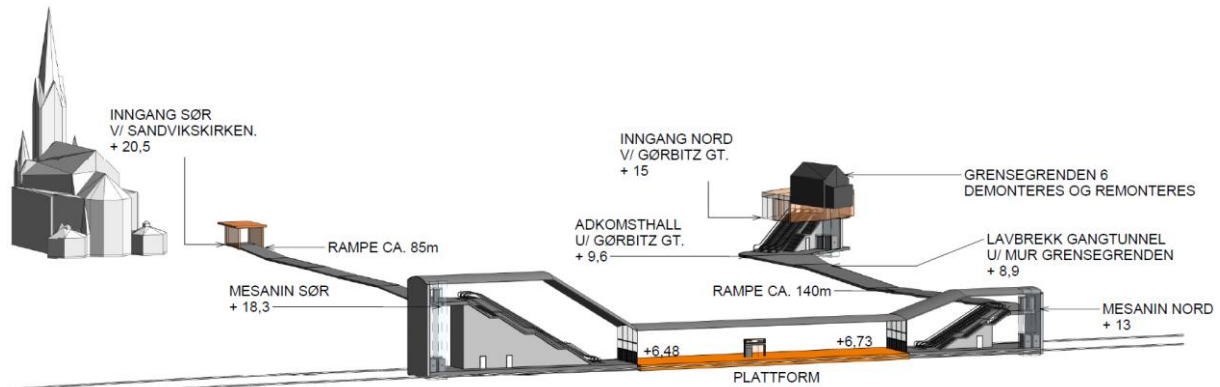 INNGANG SØR
V/ SANDVIKSKIRKEN.
+ 20,5
RAMPE CA. 85m
MESANIN SØR
+ 18,3
INNGANG NORD
V/ GØRBITZ GT.
+ 15
GRENSEGRENDEN 6
DEMONTERES OG REMONTERES
ADKOMSTHALL
U/ GØRBITZ GT.
+ 9,6
LAVBREKK GANGTUNNEL
U/ MUR GRENSEGRENDEN
+ 8,9
RAMPE CA. 140m
MESANIN NORD
+ 13
+6,48
+6,73
PLATTFORM